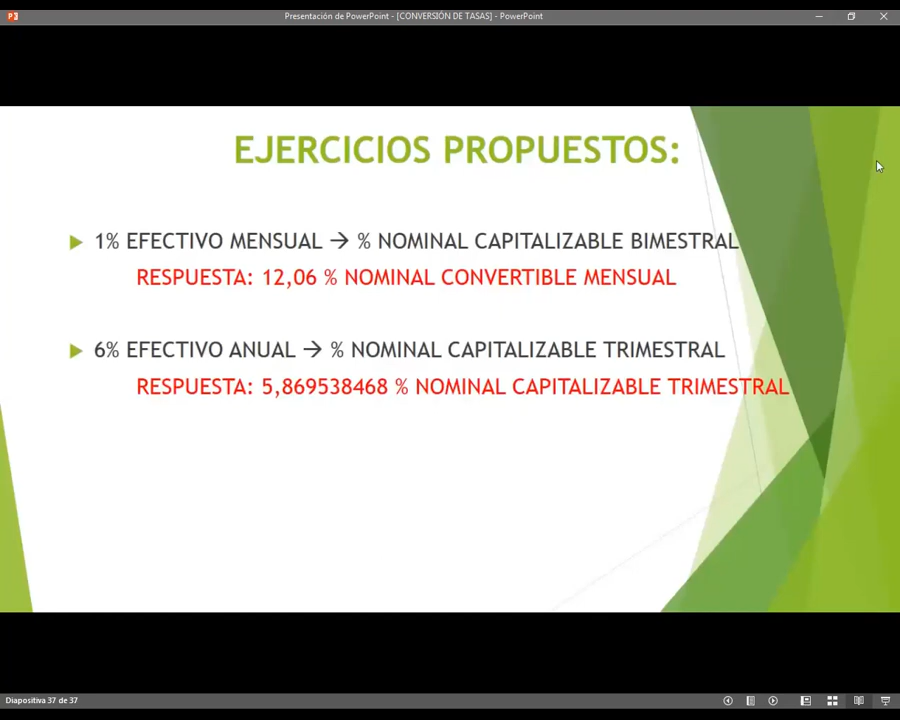 Presentación de PowerPoint - [CONVERSIÓN DE TASAS] - PowerPoint
EJERCICIOS PROPUESTOS:
1% EFECTIVO MENSUAL → % NOMINAL CAPITALIZABLE BIMESTRAL
RESPUESTA: 12,06 % NOMINAL CONVERTIBLE MENSUAL
6% EFECTIVO ANUAL → % NOMINAL CAPITALIZABLE TRIMESTRAL
RESPUESTA: 5,869538468 % NOMINAL CAPITALIZABLE TRIMESTRAL
Diapositiva 37 de 37